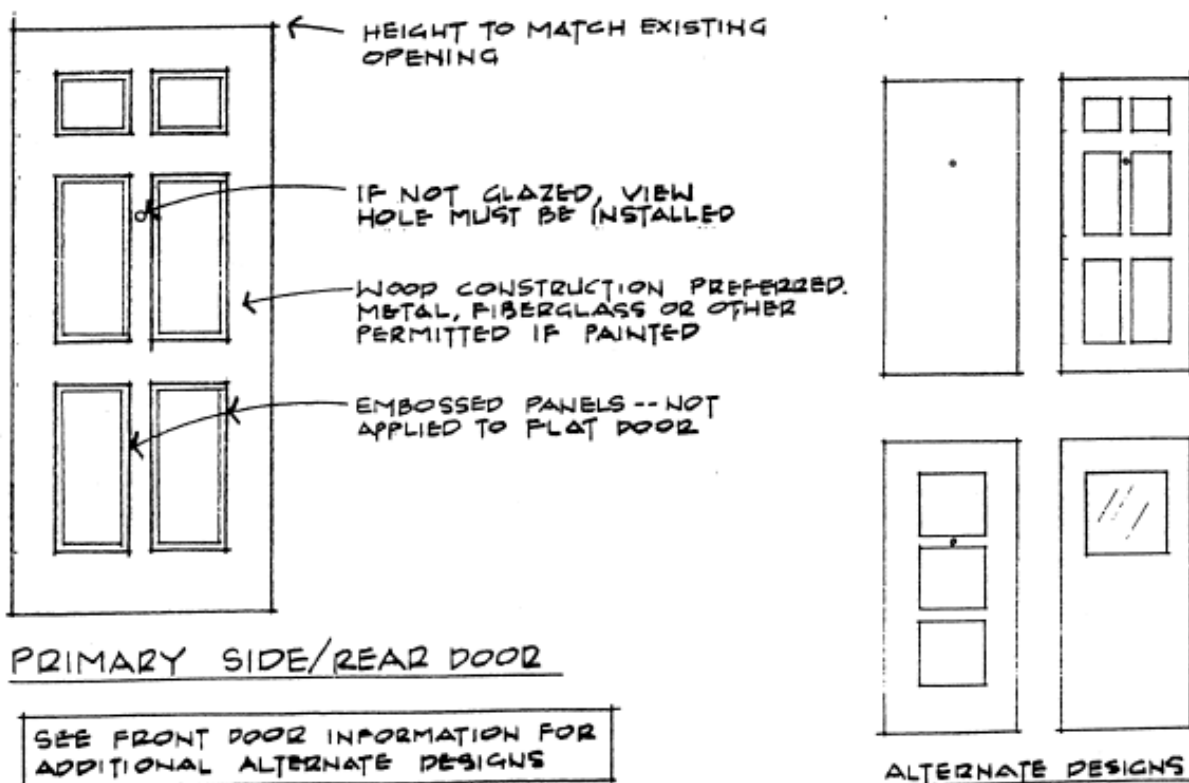 HEIGHT TO MATCH EXISTING
OPENING
IF NOT GLAZED, VIEW
HOLE MUST BE INSTALLED
WOOD CONSTRUCTION PREFERRED.
METAL, FIBERGLASS OR OTHER
PERMITTED IF PAINTED
EMBOSSED PANELS -- NOT
APPLIED TO FLAT DOOR
PRIMARY SIDE/REAR DOOR
SEE FRONT DOOR INFORMATION FOR
ADDITIONAL ALTERNATE DESIGNS
ALTERNATE DESIGNS